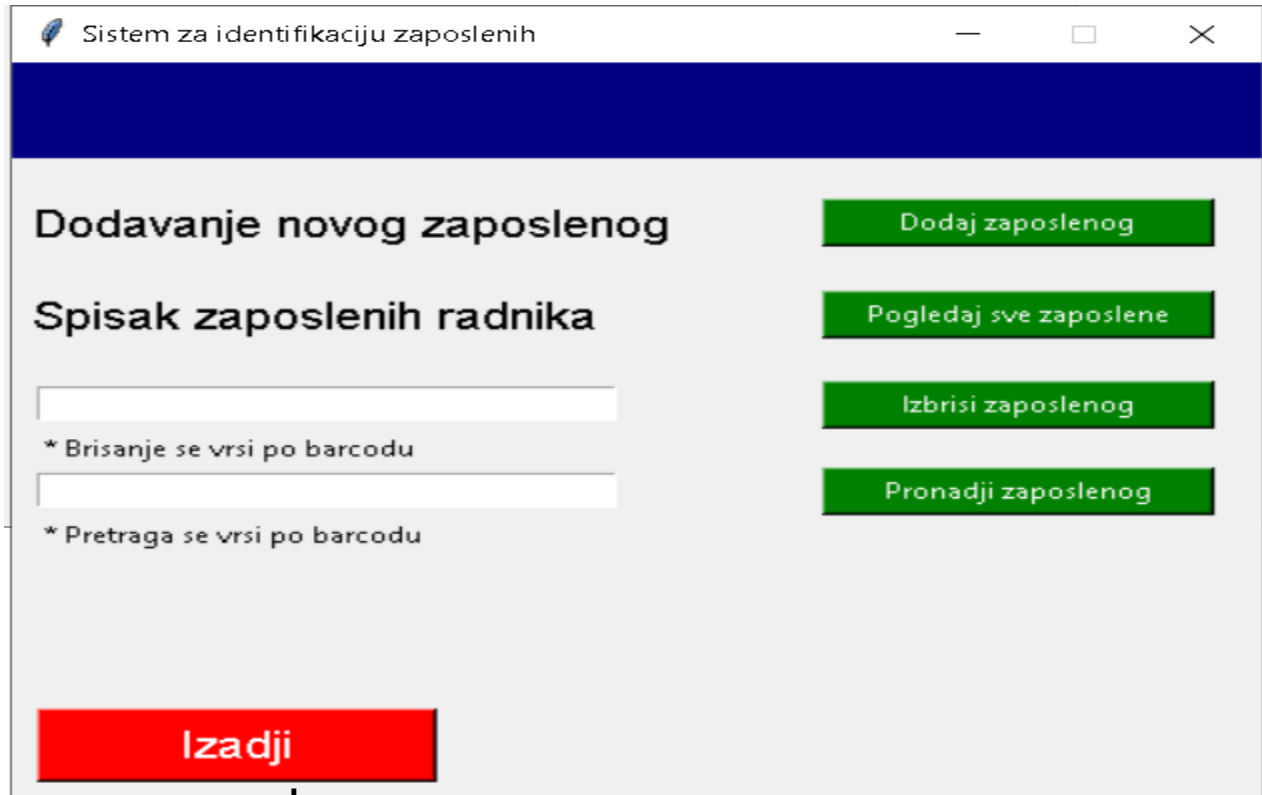 Sistem za identifikaciju zaposlenih
Dodavanje novog zaposlenog
Dodaj zaposlenog
Spisak zaposlenih radnika
Pogledaj sve zaposlene
Izbrisi zaposlenog
* Brisanje se vrsi po barcodu
Pronadji zaposlenog
* Pretraga se vrsi po barcodu
Izadji